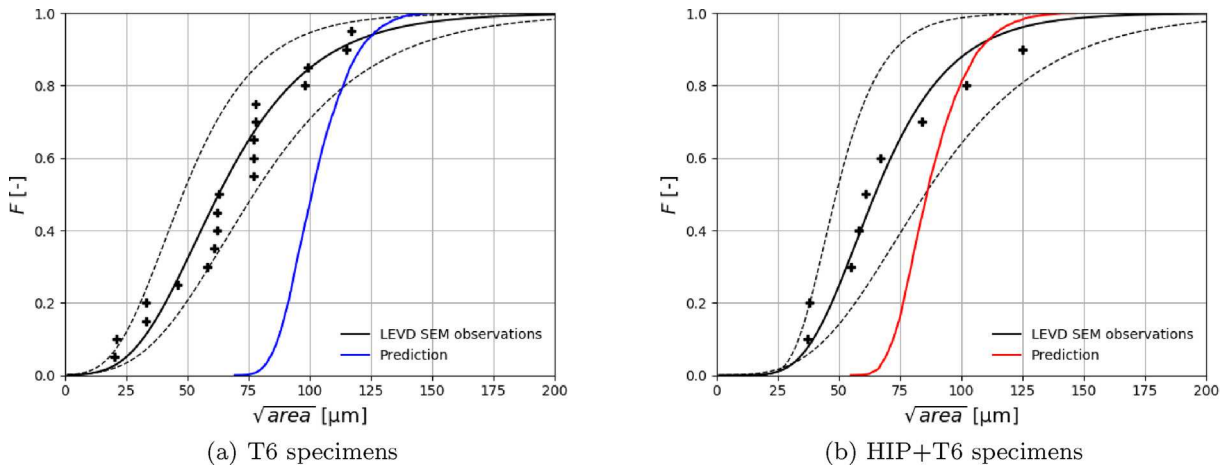 1.0
0.8
0.6
0.4
0.2
0.0
F [-]
0 25 50 75 100 125 150 175 200
√area [µm]
LEVD SEM observations
Prediction
(a) T6 specimens
1.0
0.8
0.6
0.4
0.2
0.0
F [-]
0 25 50 75 100 125 150 175 200
√area [µm]
LEVD SEM observations
Prediction
(b) HIP+T6 specimens